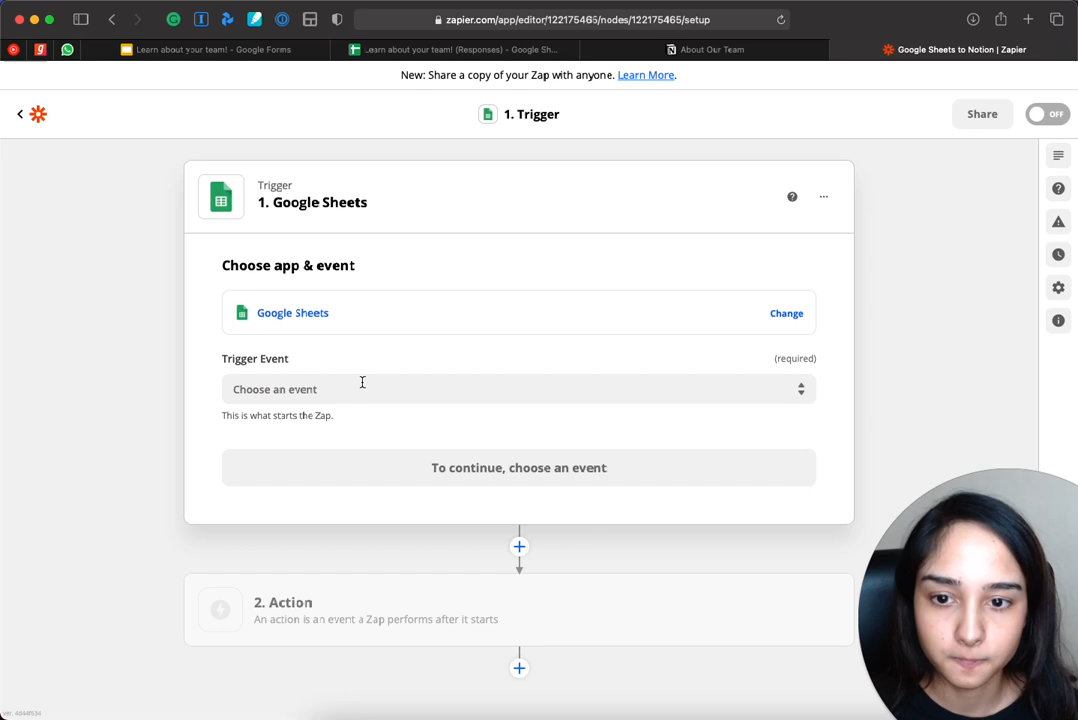 zapier.com/app/editor/122175465/nodes/122175465/setup
Learn about your team! - Google Forms
Learn about your team! (Responses) - Google Sh...
About Our Team
Google Sheets to Notion | Zapier
New: Share a copy of your Zap with anyone. Learn More.
1. Trigger
Share
OFF
Trigger
1. Google Sheets
Choose app & event
Google Sheets
Change
Trigger Event
(required)
Choose an event
This is what starts the Zap.
To continue, choose an event
2. Action
An action is an event a Zap performs after it starts